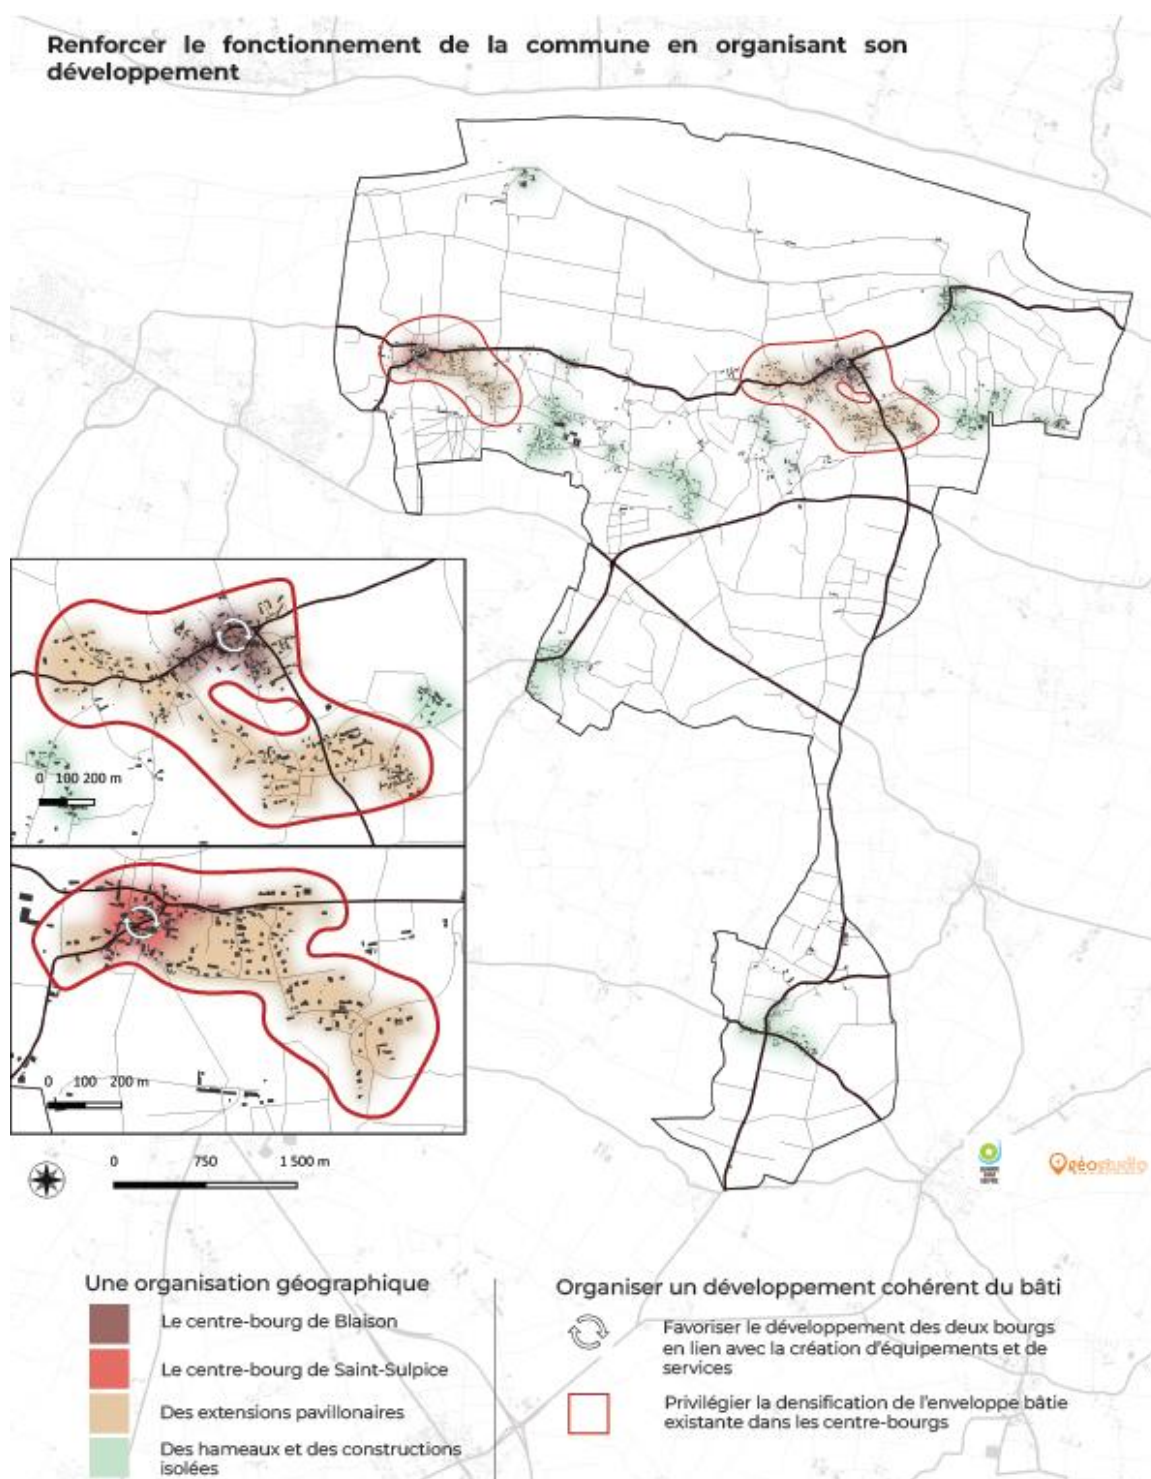 Renforcer le fonctionnement de la commune en organisant son
développement
0 100 200 m
0 100 200 m
0 750 1 500 m
géostudio
Une organisation géographique
Le centre-bourg de Blaison
Le centre-bourg de Saint-Sulpice
Des extensions pavillonaires
Des hameaux et des constructions
isolées
Organiser un développement cohérent du bâti
Favoriser le développement des deux bourgs
en lien avec la création d'équipements et de
services
Privilégier la densification de l'enveloppe bâtie
existante dans les centre-bourgs